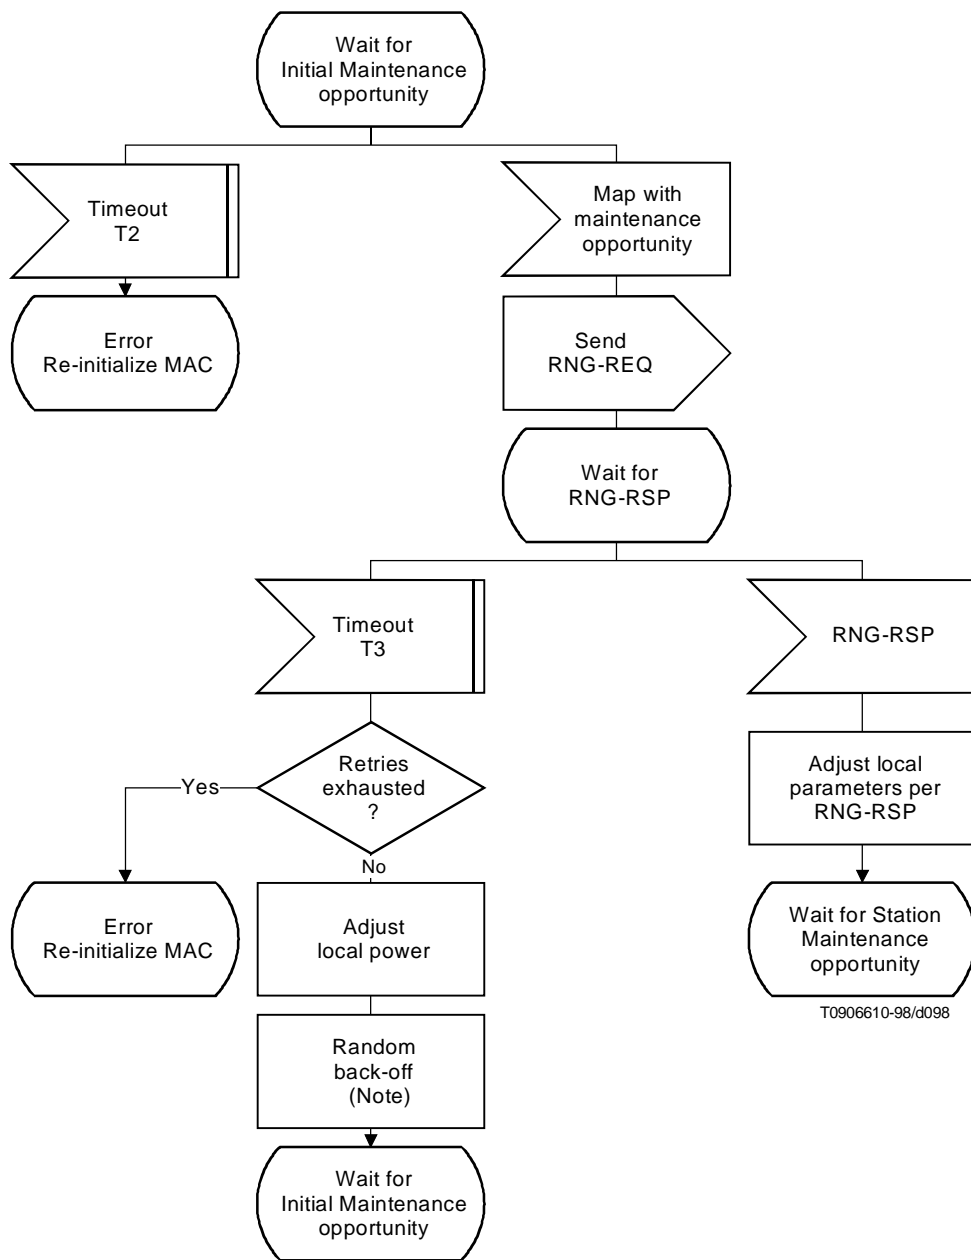 Wait for
Initial Maintenance
opportunity
Timeout
T2
Map with
maintenance
opportunity
Error
Re-initialize MAC
Send
RNG-REQ
Wait for
RNG-RSP
Timeout
T3
RNG-RSP
Retries
exhausted
?
Yes
No
Adjust local
parameters per
RNG-RSP
Error
Re-initialize MAC
Adjust
local power
Wait for Station
Maintenance
opportunity
T0906610-98/d098
Random
back-off
(Note)
Wait for
Initial Maintenance
opportunity